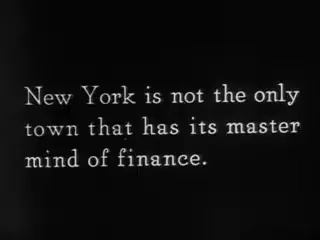 New York is not the only
town that has its master
mind of finance.